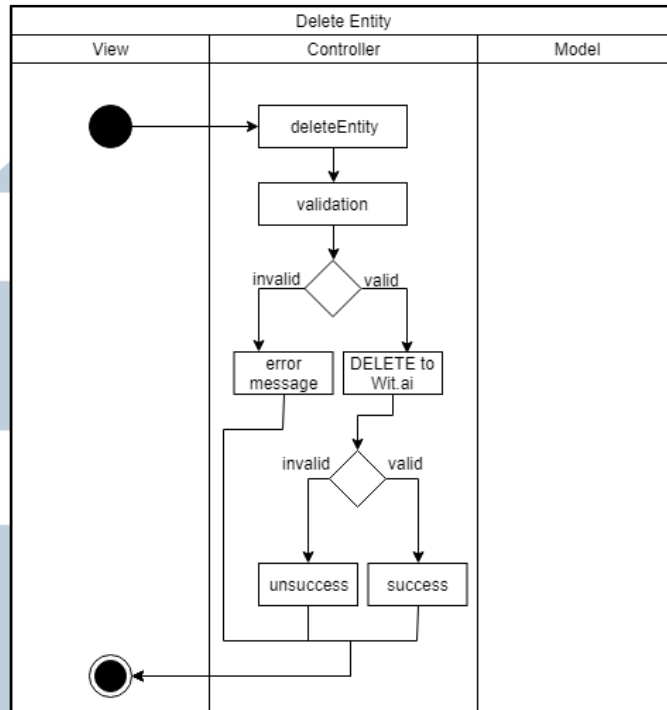 Delete Entity
View
Controller
Model
deleteEntity
validation
invalid
valid
error
message
DELETE to
Wit.ai
invalid
valid
unsuccess
success